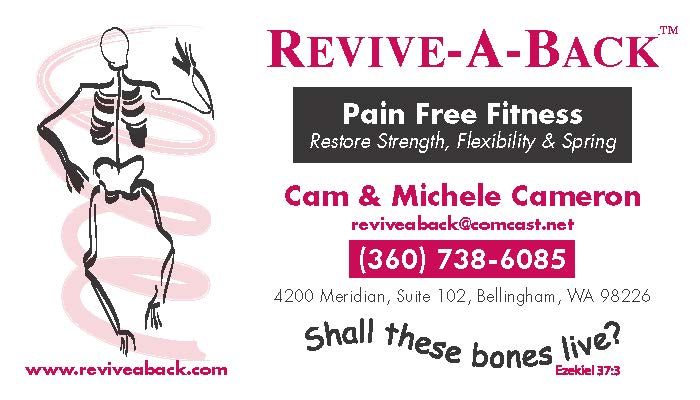 REVIVE-A-BACK™
Pain Free Fitness
Restore Strength, Flexibility & Spring
Cam & Michele Cameron
reviveaback@comcast.net
(360) 738-6085
4200 Meridian, Suite 102, Bellingham, WA 98226
Shall these bones live?
Ezekiel 37:3
www.reviveaback.com